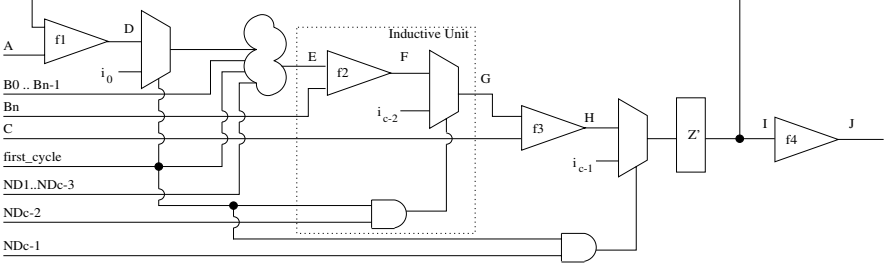 Inductive Unit
D
f1
A
i0
E
F
f2
G
B0 .. Bn-1
Bn
ic-2
C
f3
H
Z'
I
f4
J
first_cycle
ic-1
ND1..NDc-3
NDc-2
NDc-1